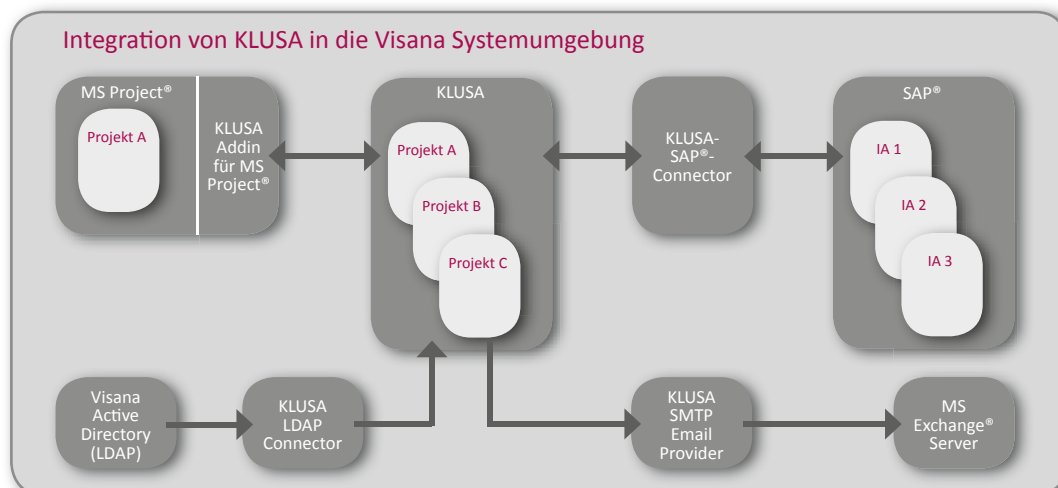 Integration von KLUSA in die Visana Systemumgebung
MS Project®
Projekt A
KLUSA
Addin
für MS
Project®
KLUSA
Projekt A
Projekt B
Projekt C
KLUSA-
SAP®-
Connector
SAP®
IA 1
IA 2
IA 3
Visana
Active
Directory
(LDAP)
KLUSA
LDAP
Connector
KLUSA
SMTP
Email
Provider
MS
Exchange®
Server